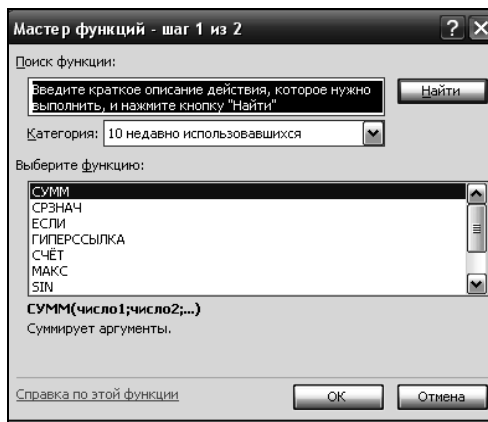 Мастер функций - шаг 1 из 2
Поиск функции:
Введите краткое описание действия, которое нужно
выполнить, и нажмите кнопку "Найти"
Найти
Категория: 10 недавно использовавшихся
Выберите функцию:
СУММ
СРЗНАЧ
ЕСЛИ
ГИПЕРССЫЛКА
СЧЁТ
МАКС
SIN
СУММ(число1;число2;...)
Суммирует аргументы.
Справка по этой функции
ОК
Отмена